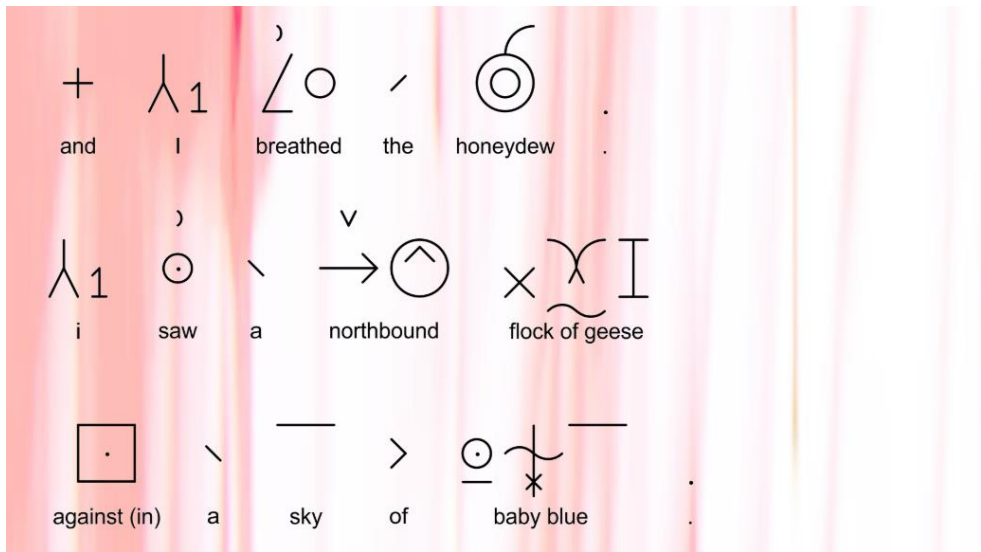 and I breathed the honeydew .
i saw a northbound flock of geese
against (in) a sky of baby blue .